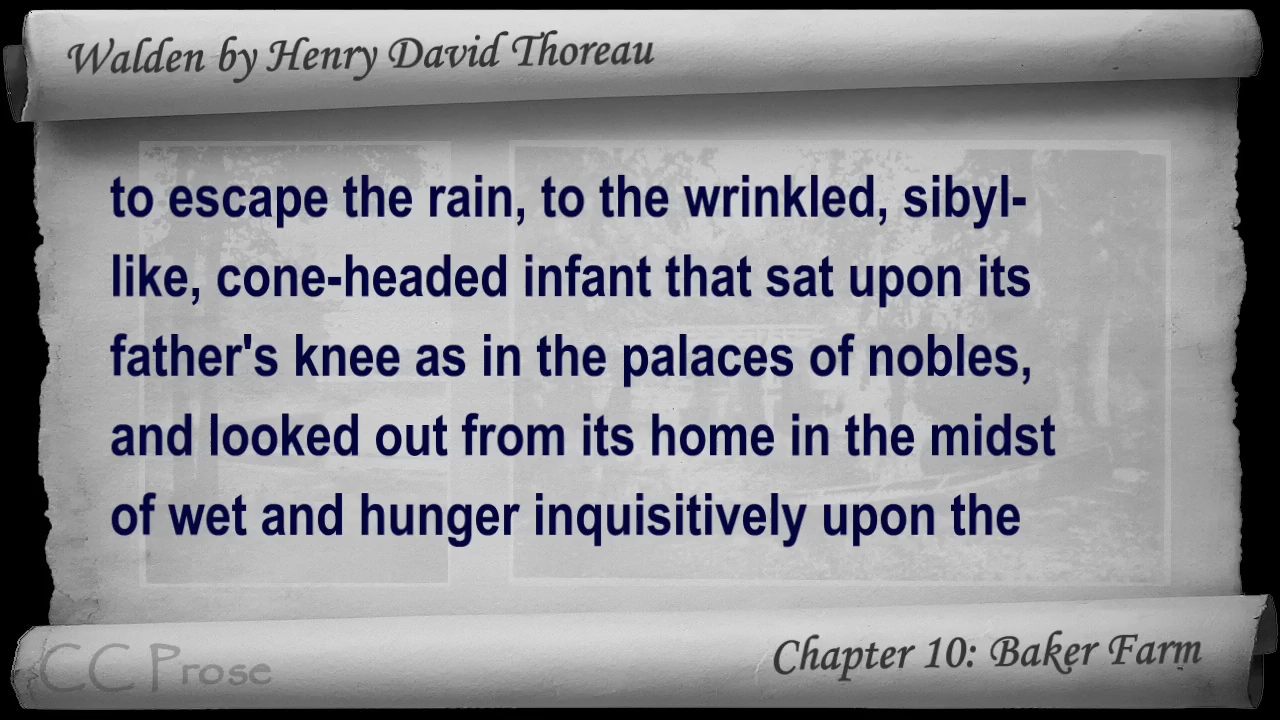 Walden by Henry David Thoreau
to escape the rain, to the wrinkled, sibyl-
like, cone-headed infant that sat upon its
father's knee as in the palaces of nobles,
and looked out from its home in the midst
of wet and hunger inquisitively upon the
CC Prose
Chapter 10: Baker Farm